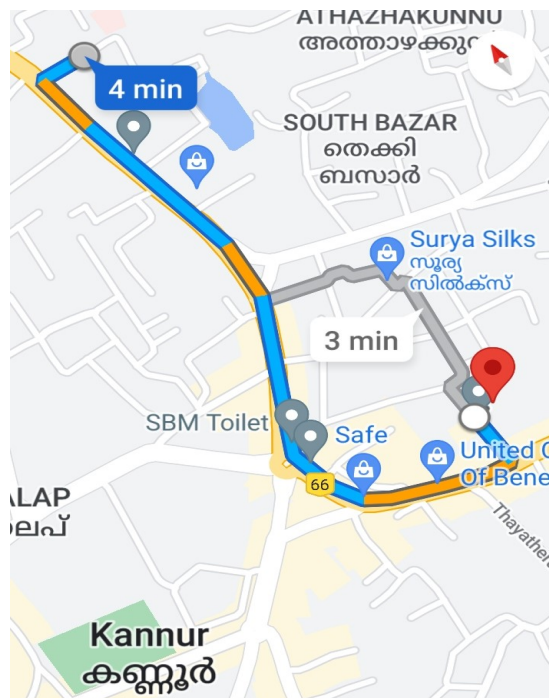 ATHAZHAKUNNU
അത്താഴക്കു
4 min
SOUTH BAZAR
തെക്കി
ബസാർ
Surya Silks
സൂര്യ
സിൽക്സ്
3 min
SBM Toilet
Safe
United C
Of Bene
66
ALAP
ലെപ്
Thayather
Kannur
കണ്ണൂർ